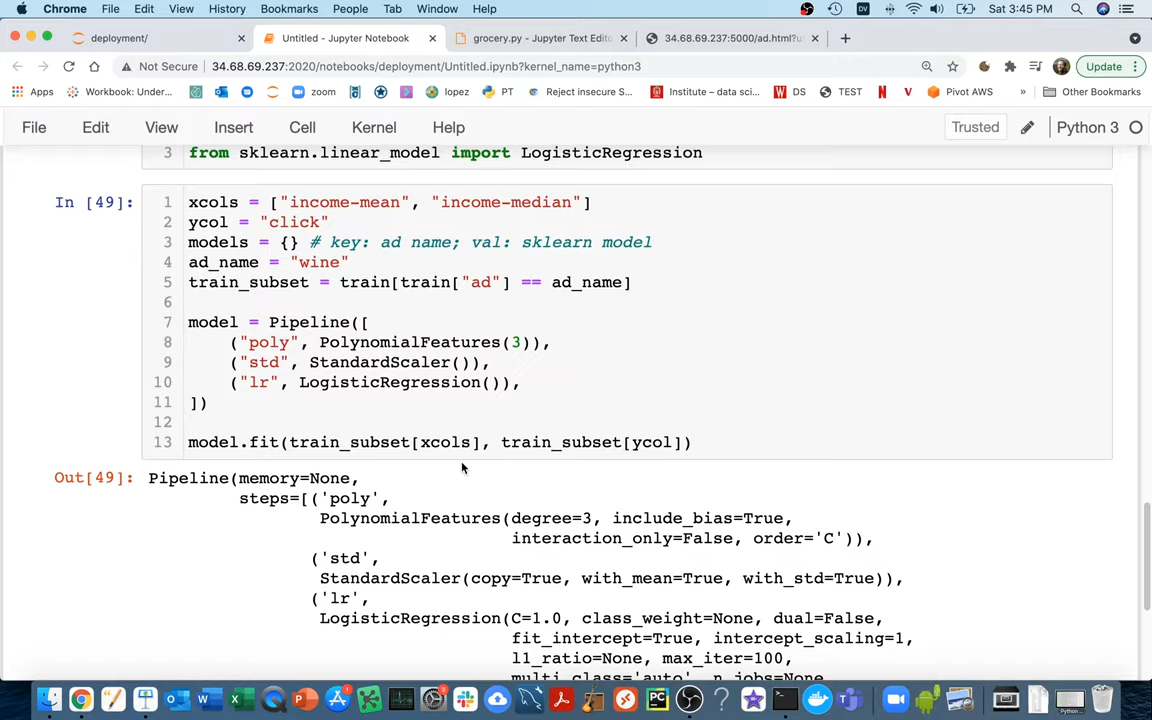 Chrome File Edit View History Bookmarks People Tab Window Help Sat 3:45 PM
deployment/ Untitled - Jupyter Notebook grocery.py - Jupyter Text Edito 34.68.69.237:5000/ad.html?u
Not Secure 34.68.69.237:2020/notebooks/deployment/Untitled.ipynb?kernel_name=python3 Update
Apps Workbook: Under... zoom lopez PT Reject insecure S... Institute – data sci... DS TEST Pivot AWS » Other Bookmarks
File Edit View Insert Cell Kernel Help Trusted Python 3
3 from sklearn.linear_model import LogisticRegression
In [49]: 1 xcols = ["income-mean", "income-median"]
2 ycol = "click"
3 models = {} # key: ad name; val: sklearn model
4 ad_name = "wine"
5 train_subset = train[train["ad"] == ad_name]
6
7 model = Pipeline([
8 ("poly", PolynomialFeatures(3)),
9 ("std", StandardScaler()),
10 ("lr", LogisticRegression()),
11 ])
12
13 model.fit(train_subset[xcols], train_subset[ycol])
Out[49]: Pipeline(memory=None,
steps=[('poly',
PolynomialFeatures(degree=3, include_bias=True,
interaction_only=False, order='C')),
('std',
StandardScaler(copy=True, with_mean=True, with_std=True)),
('lr',
LogisticRegression(C=1.0, class_weight=None, dual=False,
fit_intercept=True, intercept_scaling=1,
l1_ratio=None, max_iter=100,
multi_class='auto', n_jobs=None,